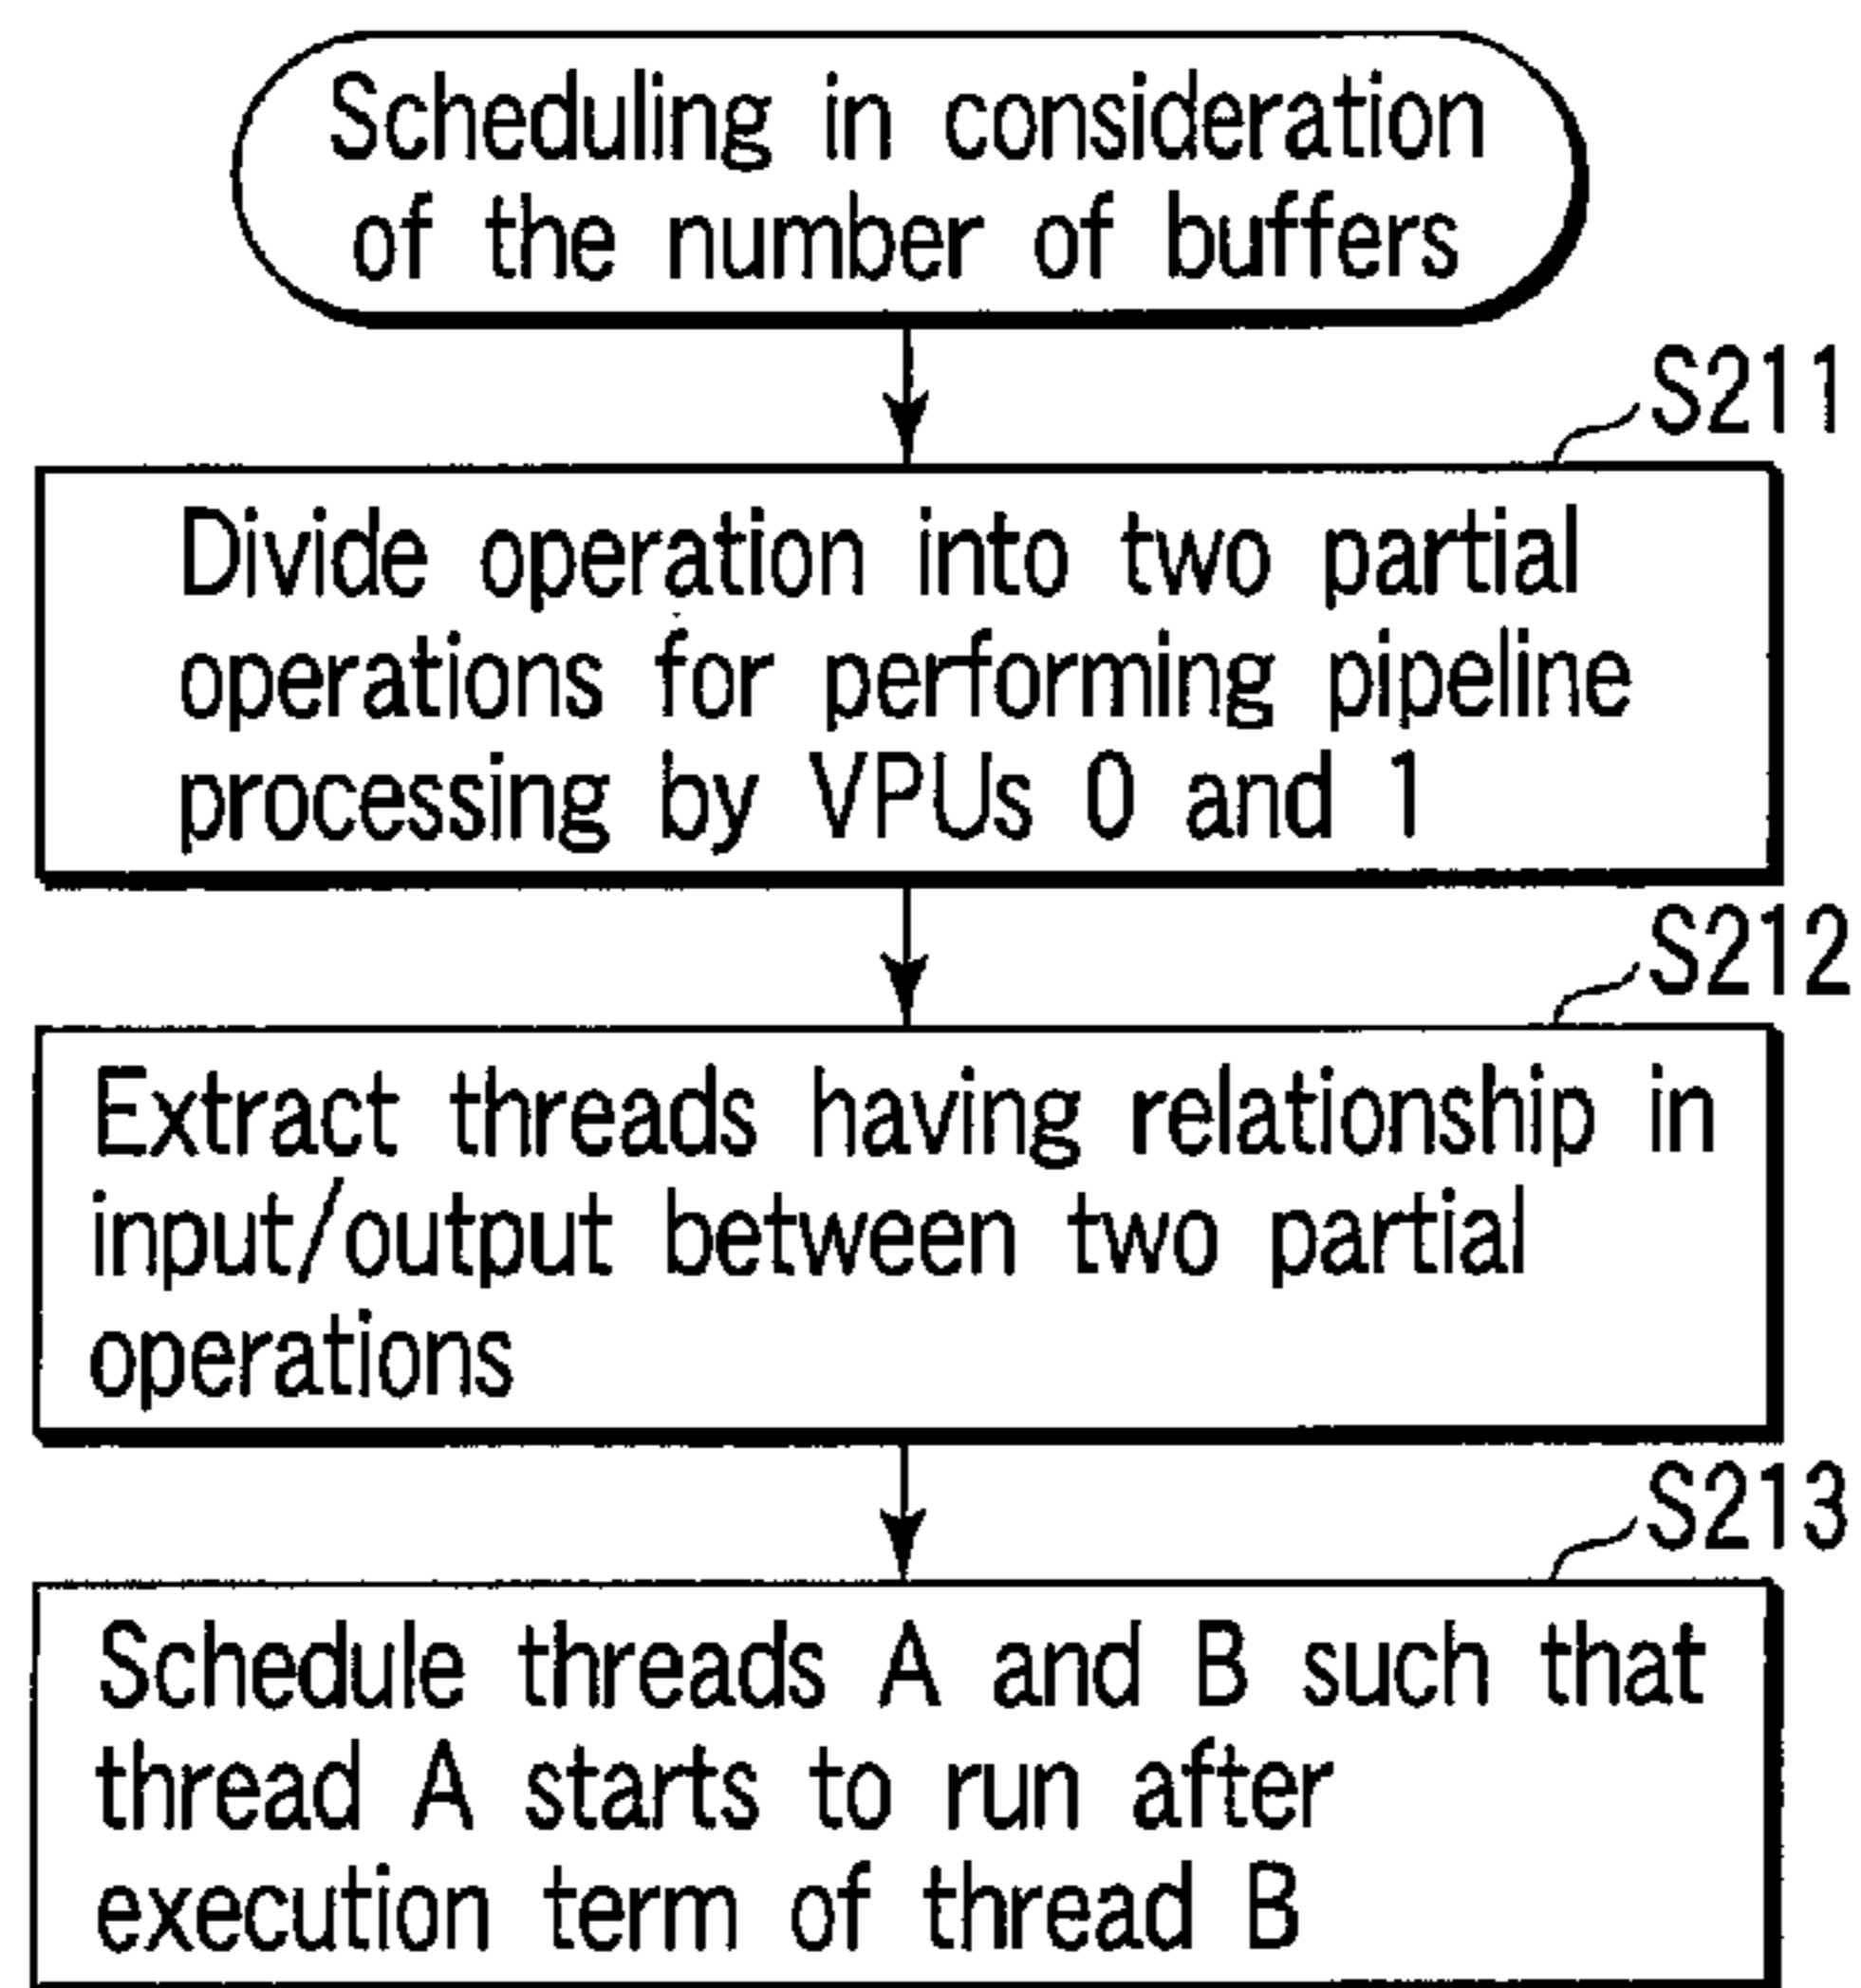 Scheduling in consideration
of the number of buffers
S211
Divide operation into two partial
operations for performing pipeline
processing by VPUs 0 and 1
S212
Extract threads having relationship in
input/output between two partial
operations
S213
Schedule threads A and B such that
thread A starts to run after
execution term of thread B